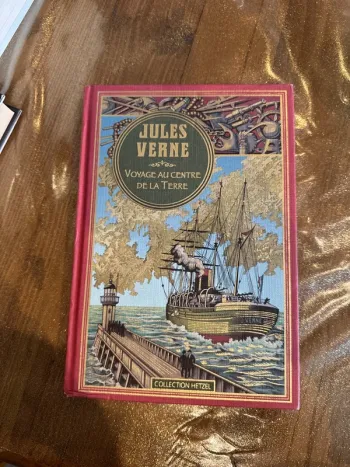 JULES
VERNE
VOYAGE AU CENTRE
DE LA TERRE
COLLECTION HETZEL